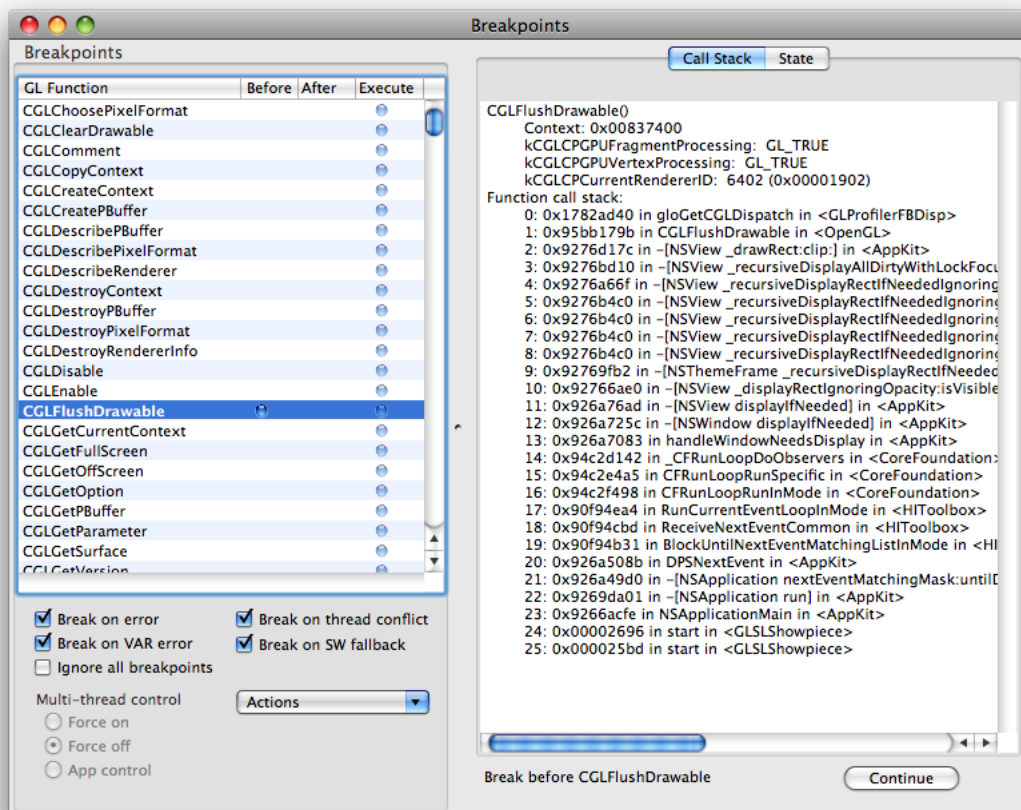 Breakpoints
Breakpoints
GL Function Before After Execute
CGLChoosePixelFormat
CGLClearDrawable
CGLComment
CGLCopyContext
CGLCreateContext
CGLCreatePBuffer
CGLDescribePBuffer
CGLDescribePixelFormat
CGLDescribeRenderer
CGLDestroyContext
CGLDestroyPBuffer
CGLDestroyPixelFormat
CGLDestroyRendererInfo
CGLDisable
CGLEnable
CGLFlushDrawable
CGLGetCurrentContext
CGLGetFullScreen
CGLGetOffScreen
CGLGetOption
CGLGetPBuffer
CGLGetParameter
CGLGetSurface
CGLGetVersion
Break on error
Break on thread conflict
Break on VAR error
Break on SW fallback
Ignore all breakpoints
Multi-thread control
Actions
Force on
Force off
App control
Call Stack State
CGLFlushDrawable()
Context: 0x00837400
kCGLCPGPUFragmentProcessing: GL_TRUE
kCGLCPGPUVertexProcessing: GL_TRUE
kCGLCPCurrentRendererID: 6402 (0x00001902)
Function call stack:
0: 0x1782ad40 in gloGetCGLDispatch in <GLProfilerFBDisp>
1: 0x95bb179b in CGLFlushDrawable in <OpenGL>
2: 0x9276d17c in -[NSView _drawRect:clip:] in <AppKit>
3: 0x9276bd10 in -[NSView _recursiveDisplayAllDirtyWithLockFocu
4: 0x9276a66f in -[NSView _recursiveDisplayRectIfNeededIgnoring
5: 0x9276b4c0 in -[NSView _recursiveDisplayRectIfNeededIgnoring
6: 0x9276b4c0 in -[NSView _recursiveDisplayRectIfNeededIgnoring
7: 0x9276b4c0 in -[NSView _recursiveDisplayRectIfNeededIgnoring
8: 0x9276b4c0 in -[NSView _recursiveDisplayRectIfNeededIgnoring
9: 0x92769fb2 in -[NSThemeFrame _recursiveDisplayRectIfNeeded
10: 0x92766ae0 in -[NSView _displayRectIgnoringOpacity:isVisible
11: 0x926a76ad in -[NSView displayIfNeeded] in <AppKit>
12: 0x926a725c in -[NSWindow displayIfNeeded] in <AppKit>
13: 0x926a7083 in handleWindowNeedsDisplay in <AppKit>
14: 0x94c2d142 in _CFRunLoopDoObservers in <CoreFoundation>
15: 0x94c2e4a5 in CFRunLoopRunSpecific in <CoreFoundation>
16: 0x94c2f498 in CFRunLoopRunInMode in <CoreFoundation>
17: 0x90f94ea4 in RunCurrentEventLoopInMode in <HIToolbox>
18: 0x90f94cbd in ReceiveNextEventCommon in <HIToolbox>
19: 0x90f94b31 in BlockUntilNextEventMatchingListInMode in <HI
20: 0x926a508b in DPSNextEvent in <AppKit>
21: 0x926a49d0 in -[NSApplication nextEventMatchingMask:untilD
22: 0x9269da01 in -[NSApplication run] in <AppKit>
23: 0x9266acfe in NSApplicationMain in <AppKit>
24: 0x00002696 in start in <GLSLShowpiece>
25: 0x000025bd in start in <GLSLShowpiece>
Break before CGLFlushDrawable
Continue